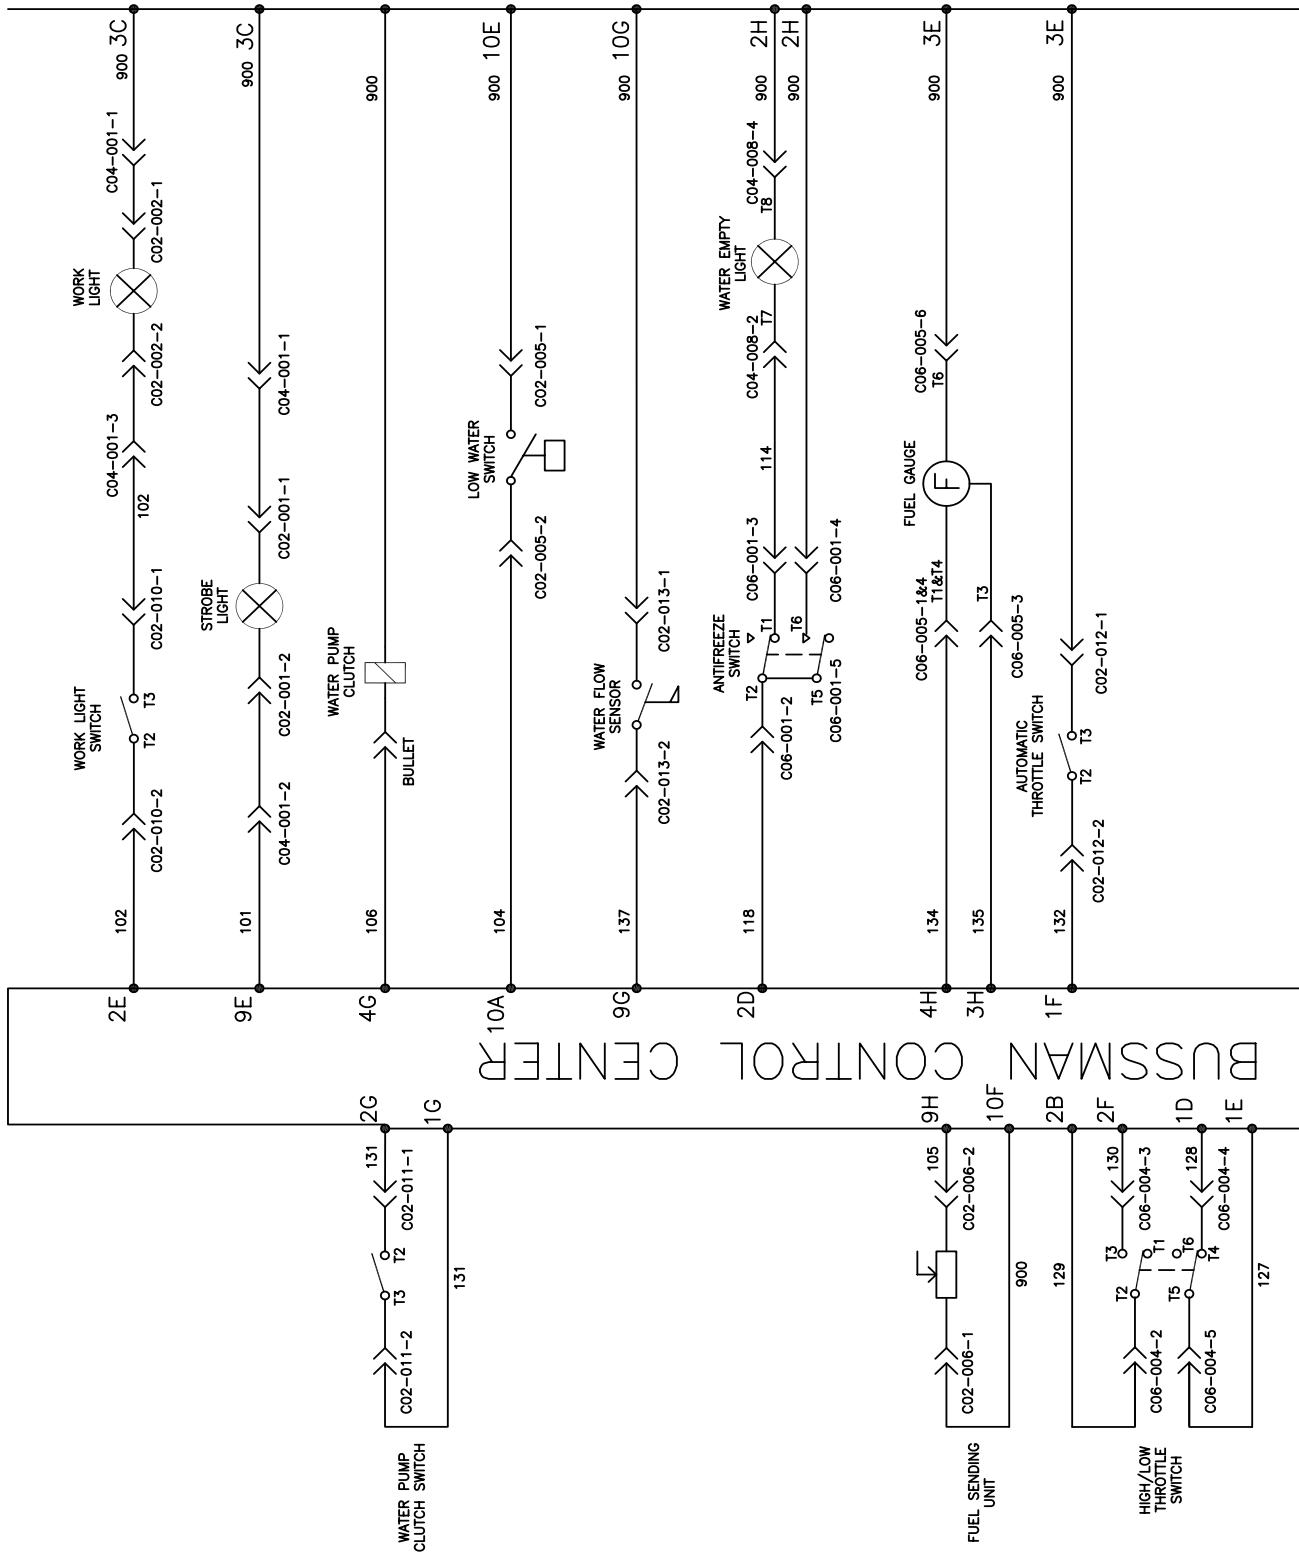 900 3C
C04-001-1
C02-002-1
WORK
LIGHT
C02-002-2
C04-001-3
102
C02-010-1
WORK LIGHT
SWITCH
T3
T2
C02-010-2
102
2E
900 3C
C04-001-1
C02-001-1
STROBE
LIGHT
C02-001-2
C04-001-2
101
9E
900
WATER PUMP
CLUTCH
BULLET
106
4G
900 10E
C02-005-1
LOW WATER
SWITCH
C02-005-2
104
10A
900 10G
C02-013-1
WATER FLOW
SENSOR
C02-013-2
137
9G
900 2H
900 2H
C04-008-4
T8
WATER EMPTY
LIGHT
T7
C04-008-2
114
C06-001-3
C06-001-4
ANTIFREEZE
SWITCH
T1
T6
T2
T5
C06-001-5
C06-001-2
118
2D
900 3E
C06-005-6
T6
FUEL GAUGE
F
T1&T4
C06-005-1&4
T3
C06-005-3
134
4H
135
3H
900 3E
C02-012-1
AUTOMATIC
THROTTLE SWITCH
T3
T2
C02-012-2
132
1F
BUSSMAN CONTROL CENTER
2G
1G
131
C02-011-1
T2
T3
C02-011-2
131
WATER PUMP
CLUTCH SWITCH
9H
10F
105
C02-006-2
C02-006-1
900
FUEL SENDING
UNIT
2B
2F
1D
1E
130
C06-004-3
128
C06-004-4
T3
T1
T6
T4
T2
T5
129
127
C06-004-2
C06-004-5
HIGH/LOW
THROTTLE
SWITCH